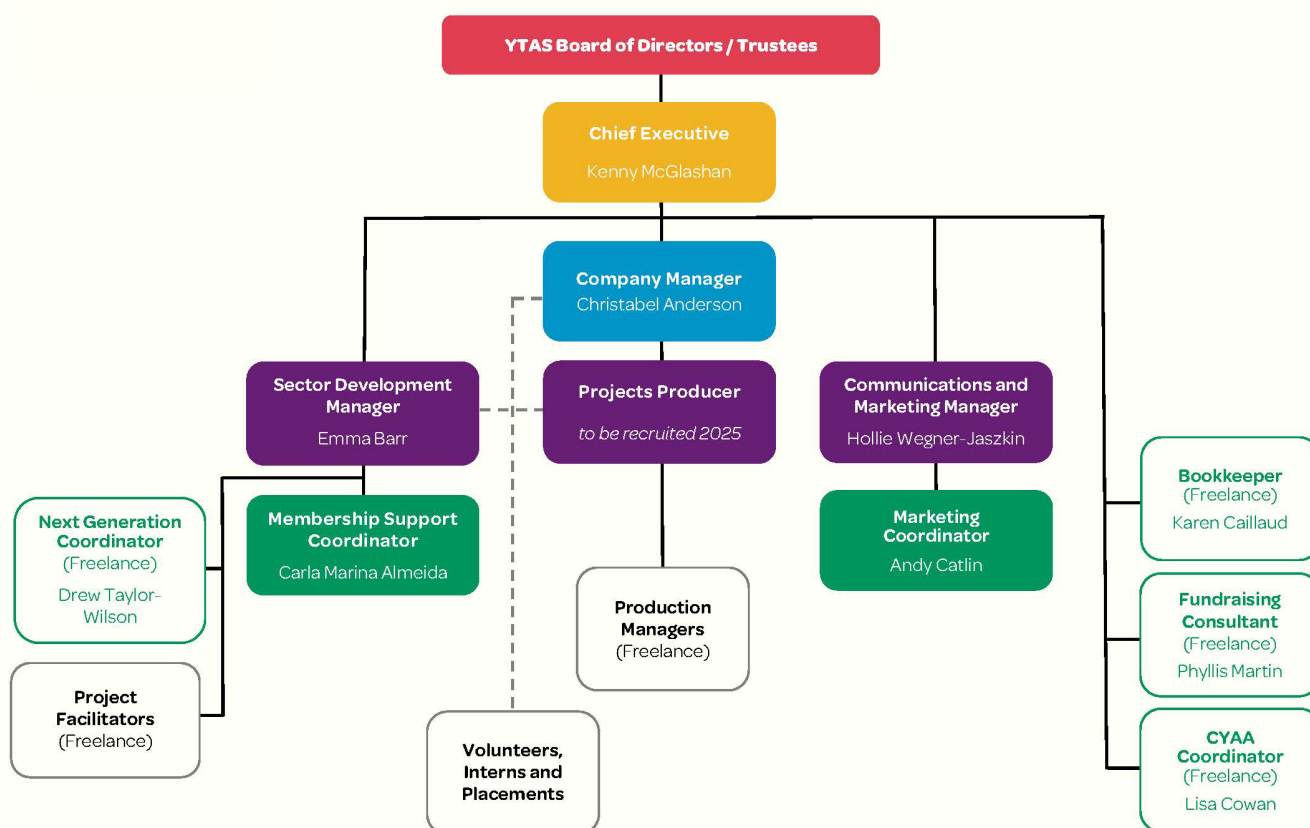 YTAS Board of Directors / Trustees
Chief Executive
Kenny McGlashan
Company Manager
Christabel Anderson
Sector Development
Manager
Emma Barr
Projects Producer
to be recruited 2025
Communications and
Marketing Manager
Hollie Wegner-Jaszkin
Next Generation
Coordinator
(Freelance)
Drew Taylor-
Wilson
Membership Support
Coordinator
Carla Marina Almeida
Marketing
Coordinator
Andy Catlin
Bookkeeper
(Freelance)
Karen Caillaud
Production
Managers
(Freelance)
Fundraising
Consultant
(Freelance)
Phyllis Martin
Project
Facilitators
(Freelance)
Volunteers,
Interns and
Placements
CYAA
Coordinator
(Freelance)
Lisa Cowan